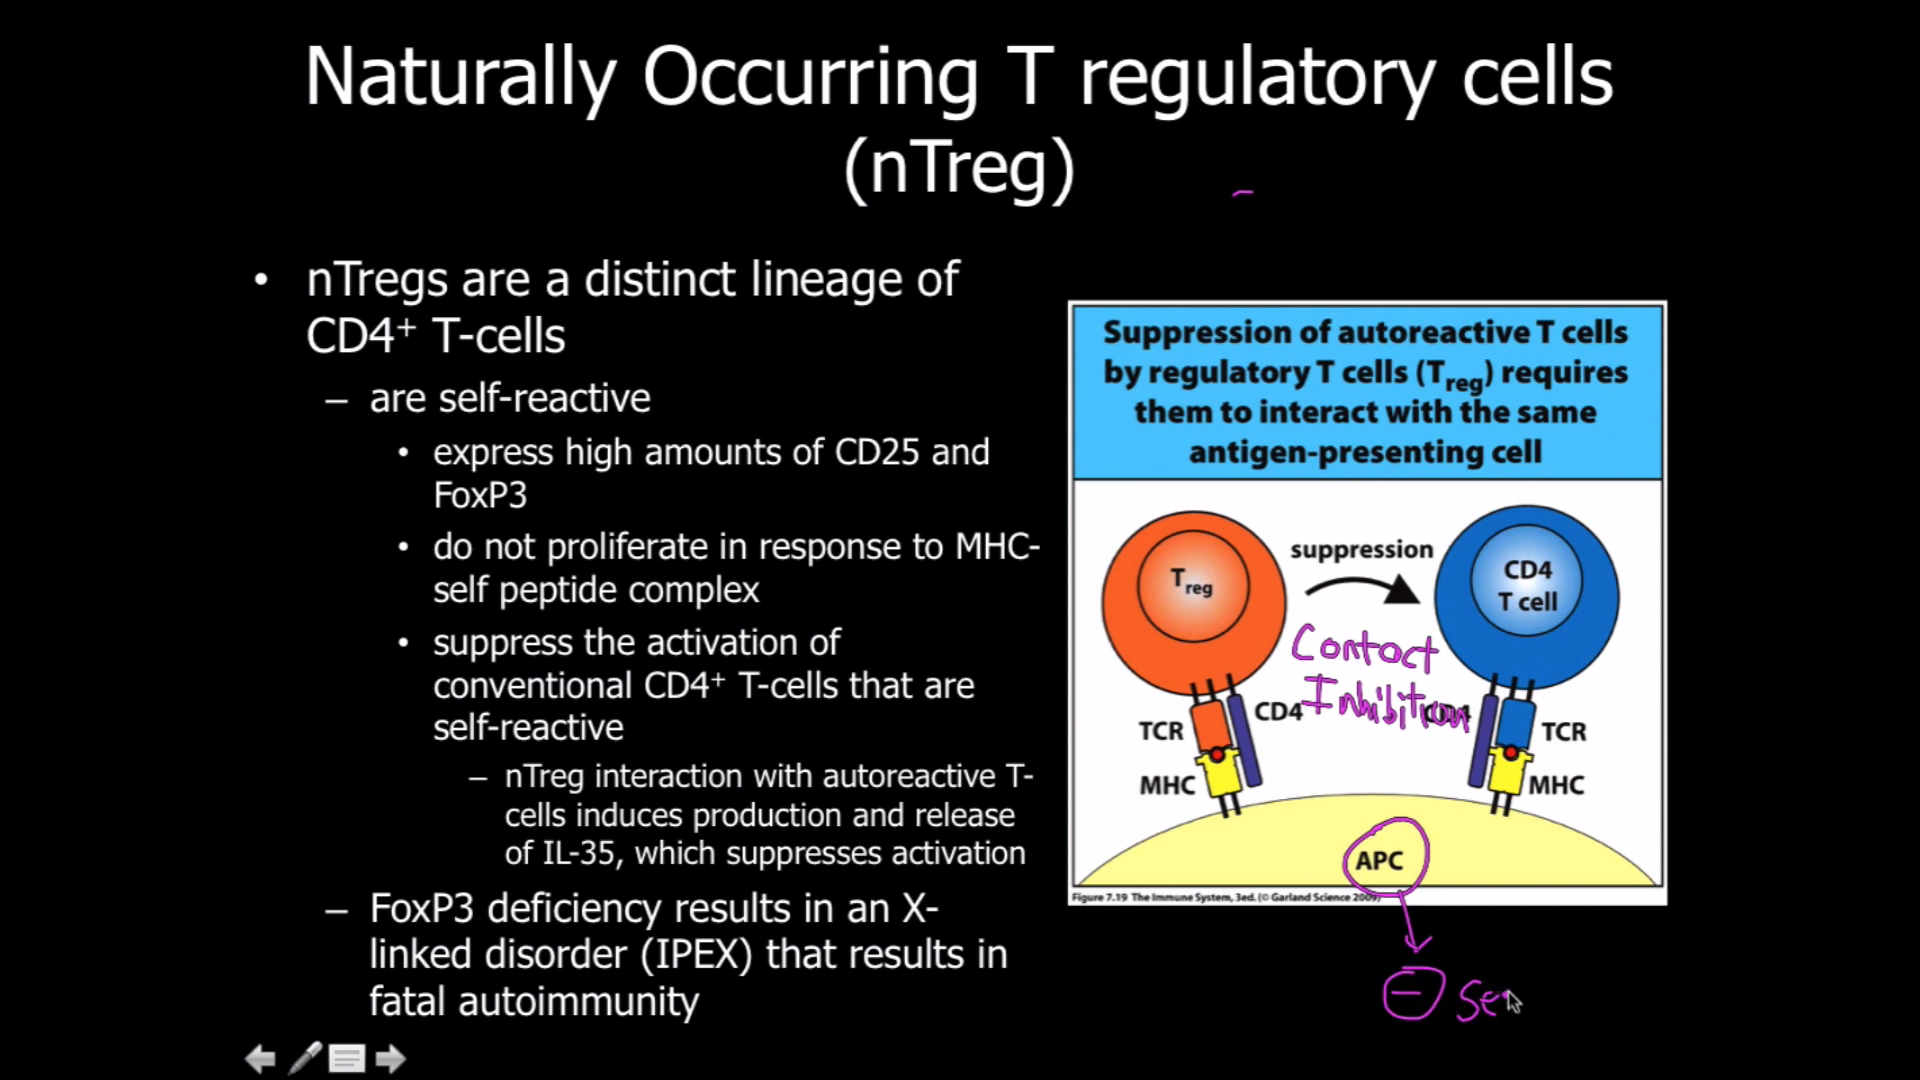 Naturally Occurring T regulatory cells
(nTreg)
• nTregs are a distinct lineage of
CD4⁺ T-cells
– are self-reactive
• express high amounts of CD25 and
FoxP3
• do not proliferate in response to MHC-
self peptide complex
• suppress the activation of
conventional CD4⁺ T-cells that are
self-reactive
– nTreg interaction with autoreactive T-
cells induces production and release
of IL-35, which suppresses activation
– FoxP3 deficiency results in an X-
linked disorder (IPEX) that results in
fatal autoimmunity
Suppression of autoreactive T cells
by regulatory T cells (Treg) requires
them to interact with the same
antigen-presenting cell
Treg
suppression
CD4
T cell
Contact
Inhibition
CD4
CD4
TCR
TCR
MHC
MHC
APC
Figure 7.19 The Immune System, 3ed. (© Garland Science 2009)